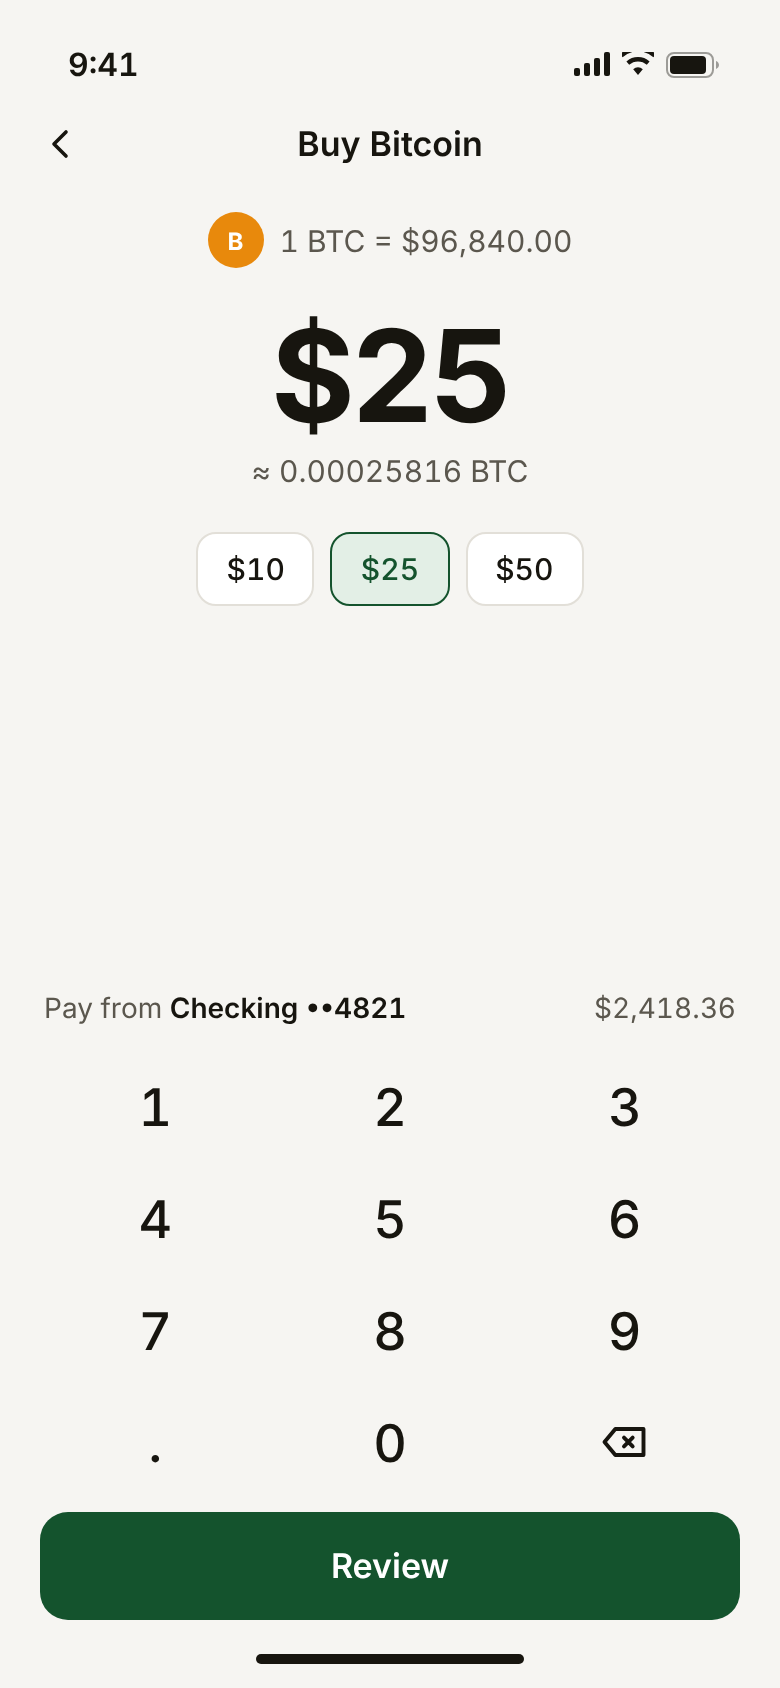 9:41
Buy Bitcoin
B 1 BTC = $96,840.00
$25
≈ 0.00025816 BTC
$10 $25 $50
Pay from Checking ••4821 $2,418.36
1 2 3
4 5 6
7 8 9
. 0
Review